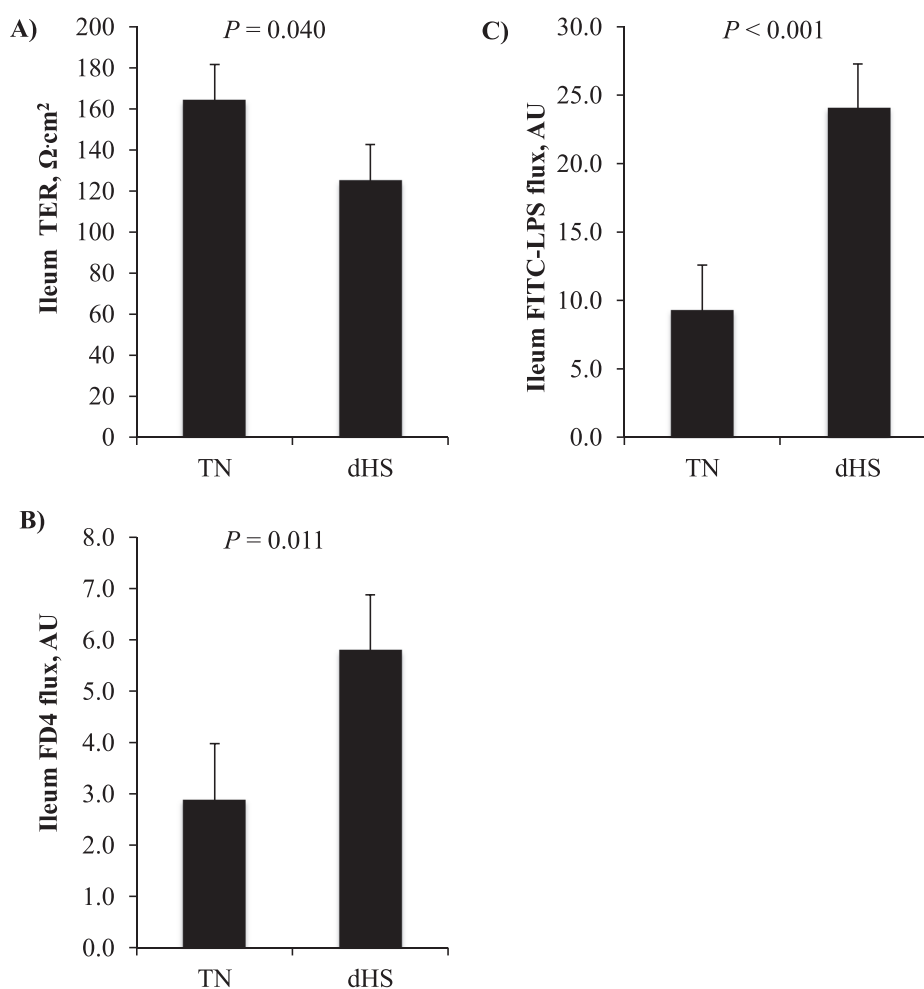 A)
P = 0.040
Ileum TER, Ω·cm²
200
180
160
140
120
100
80
60
40
20
0
TN dHS
C)
P < 0.001
Ileum FITC-LPS flux, AU
30.0
25.0
20.0
15.0
10.0
5.0
0.0
TN dHS
B)
P = 0.011
Ileum FD4 flux, AU
8.0
7.0
6.0
5.0
4.0
3.0
2.0
1.0
0.0
TN dHS